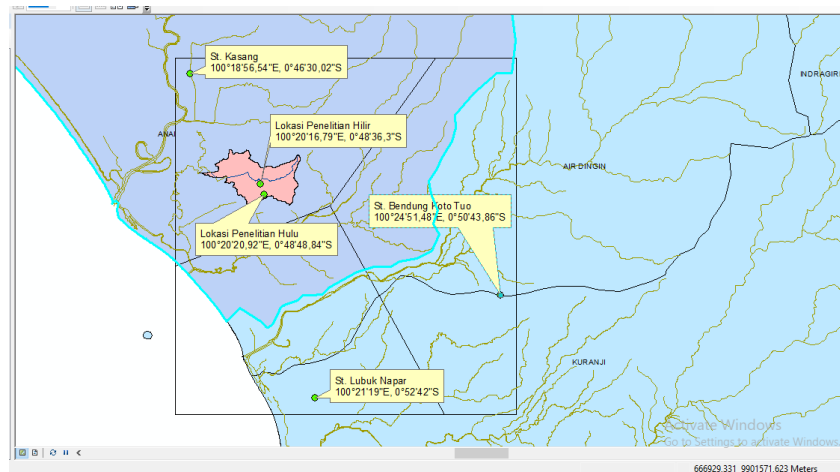 St. Kasang
100°18'56,54"E, 0°46'30,02"S
INDRAGIRI
ANAI
Lokasi Penelitian Hilir
100°20'16,79"E, 0°48'36,3"S
AIR DINGIN
St. Bendung Koto Tuo
100°24'51,48"E, 0°50'43,86"S
Lokasi Penelitian Hulu
100°20'20,92"E, 0°48'48,84"S
KURANJI
St. Lubuk Napar
100°21'19"E, 0°52'42"S
Activate Windows
Go to Settings to activate Windows.
666929.331 9901571.623 Meters